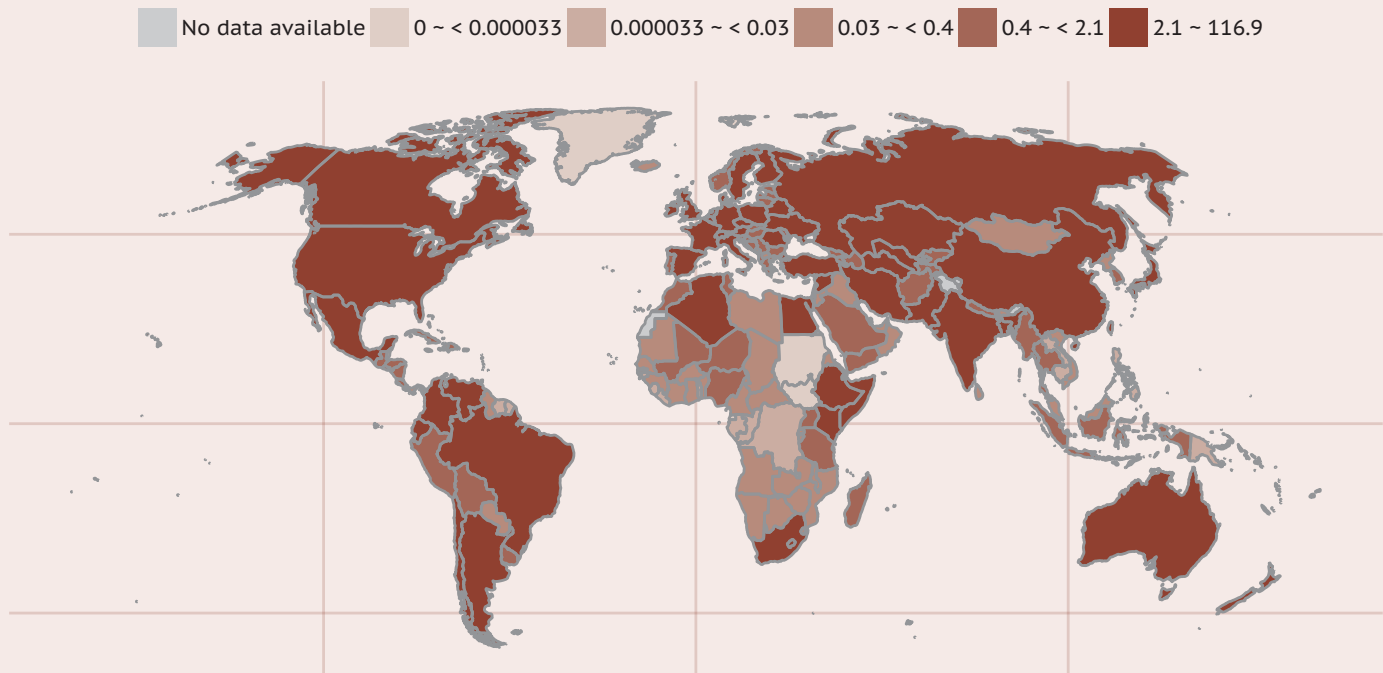 No data available 0 ~ < 0.000033 0.000033 ~ < 0.03 0.03 ~ < 0.4 0.4 ~ < 2.1 2.1 ~ 116.9